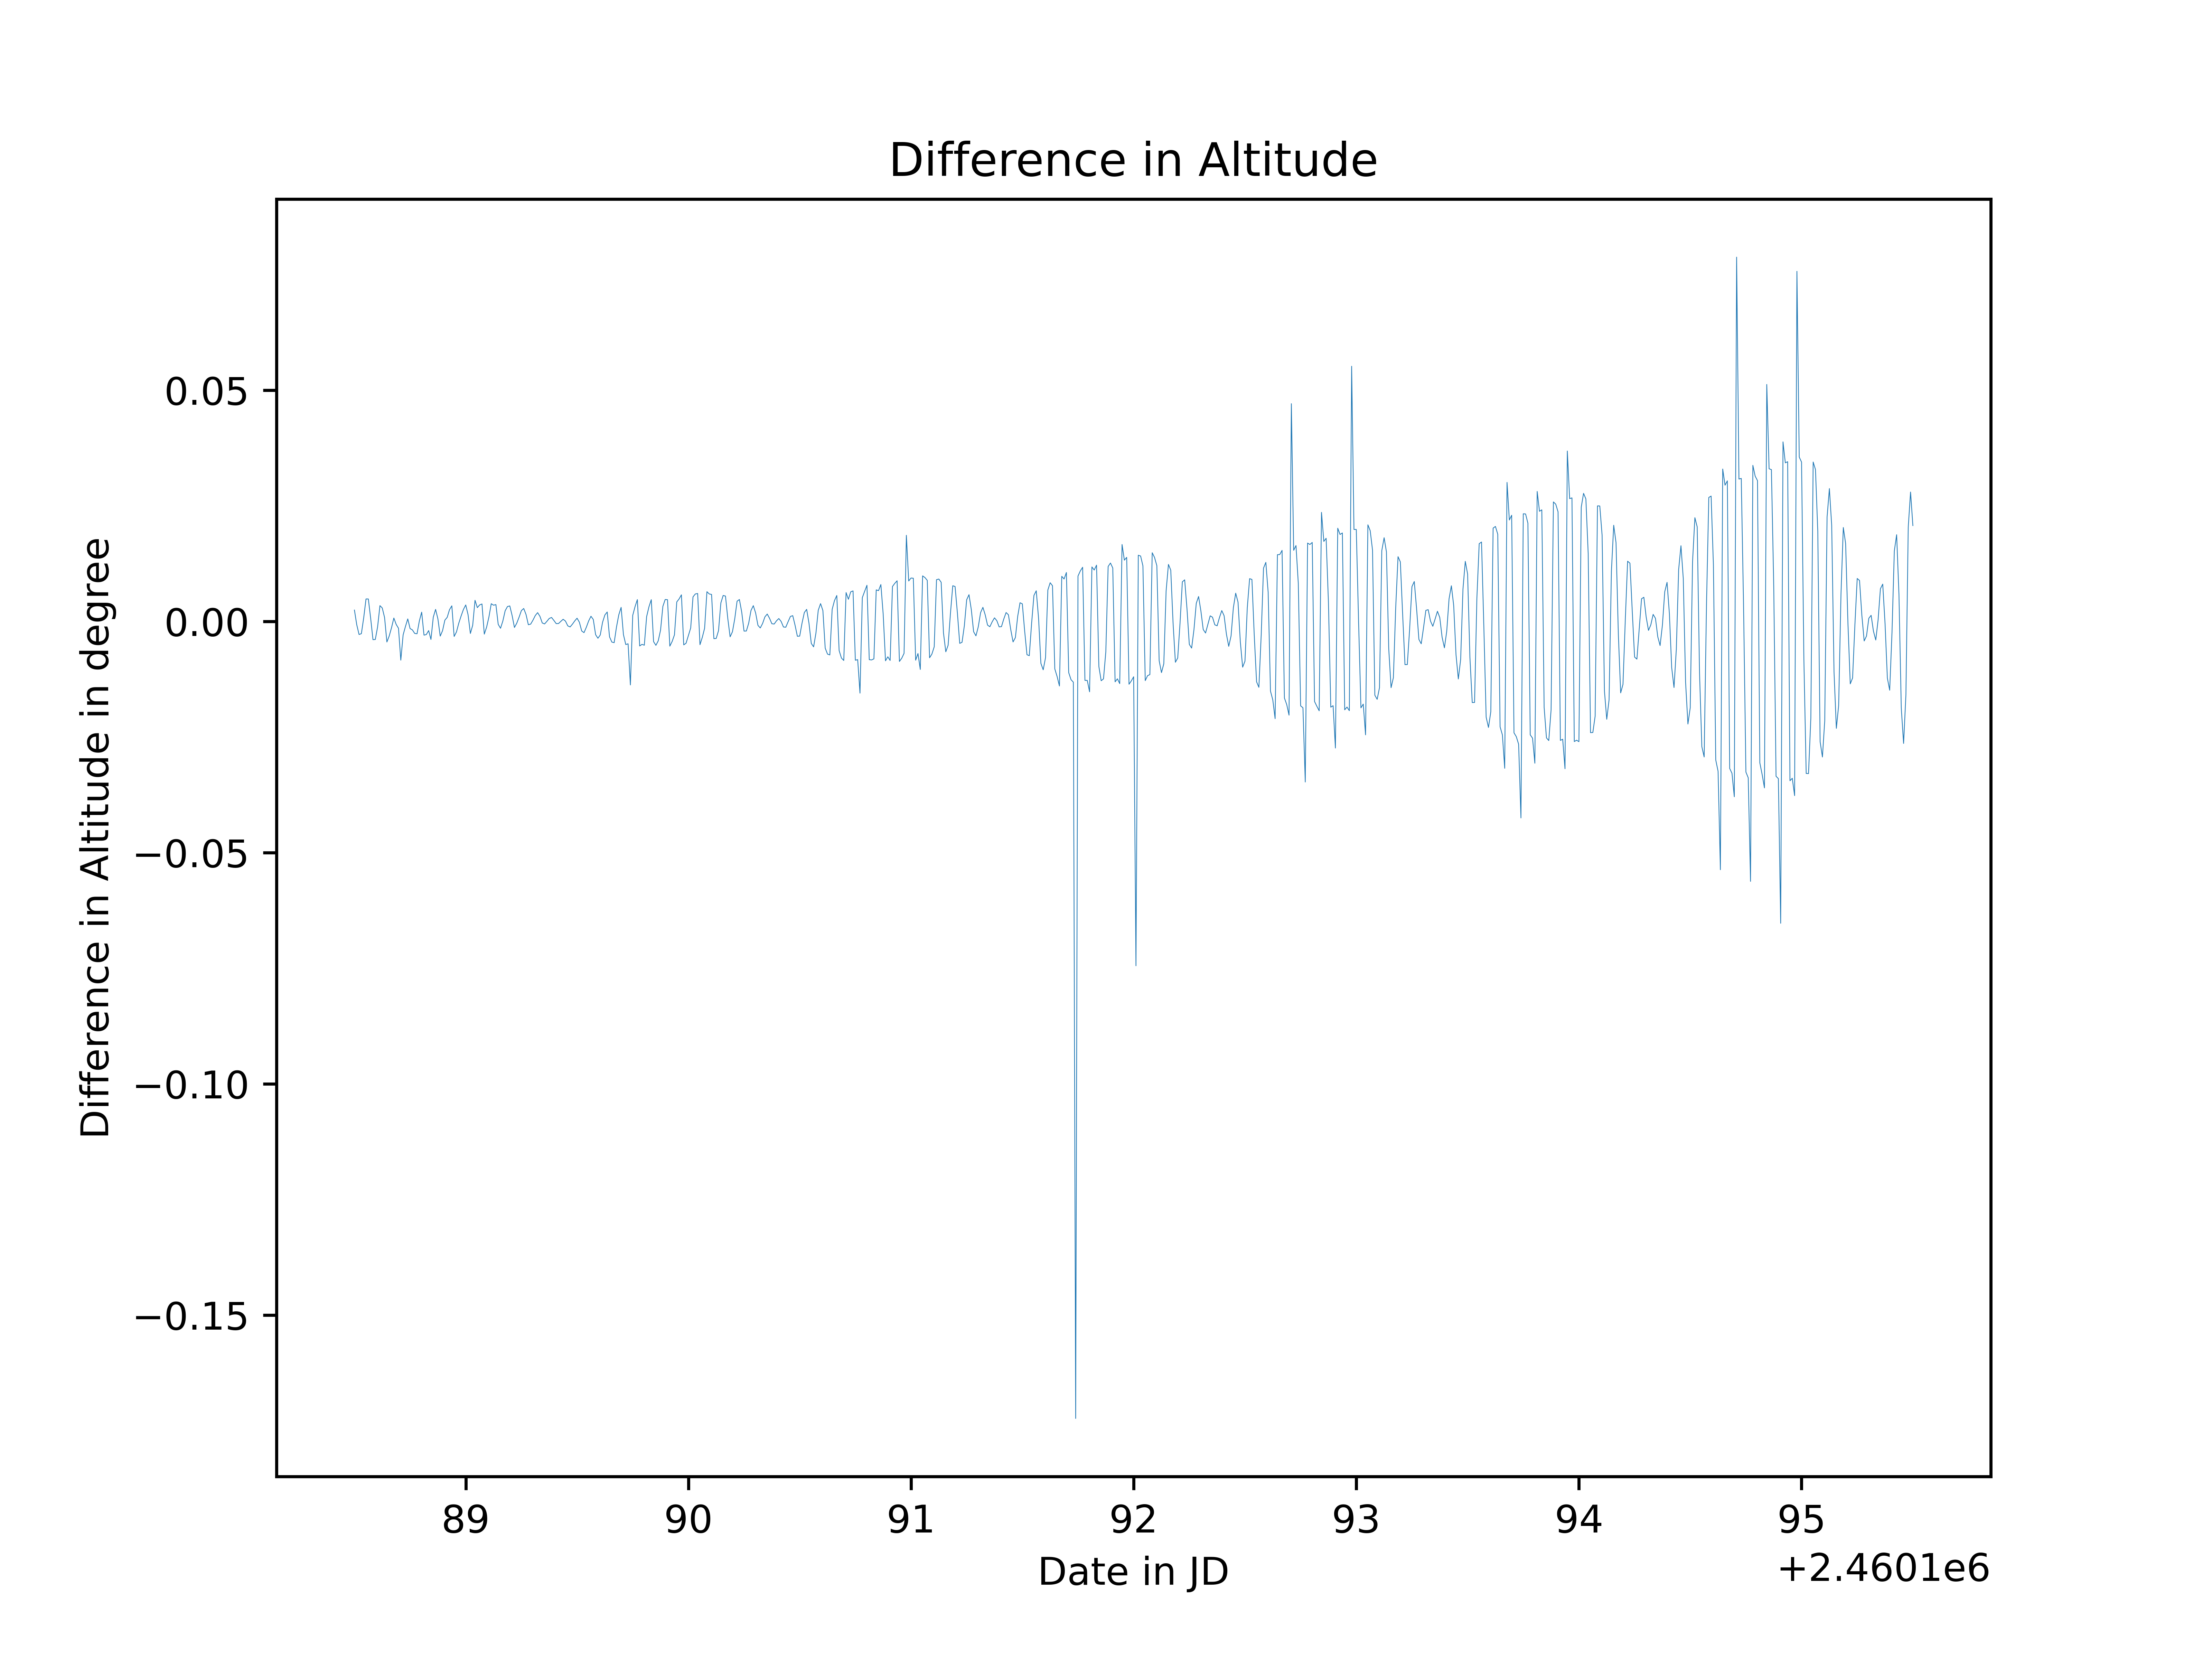 Difference in Altitude
Difference in Altitude in degree
0.05
0.00
−0.05
−0.10
−0.15
89 90 91 92 93 94 95
Date in JD
+2.4601e6